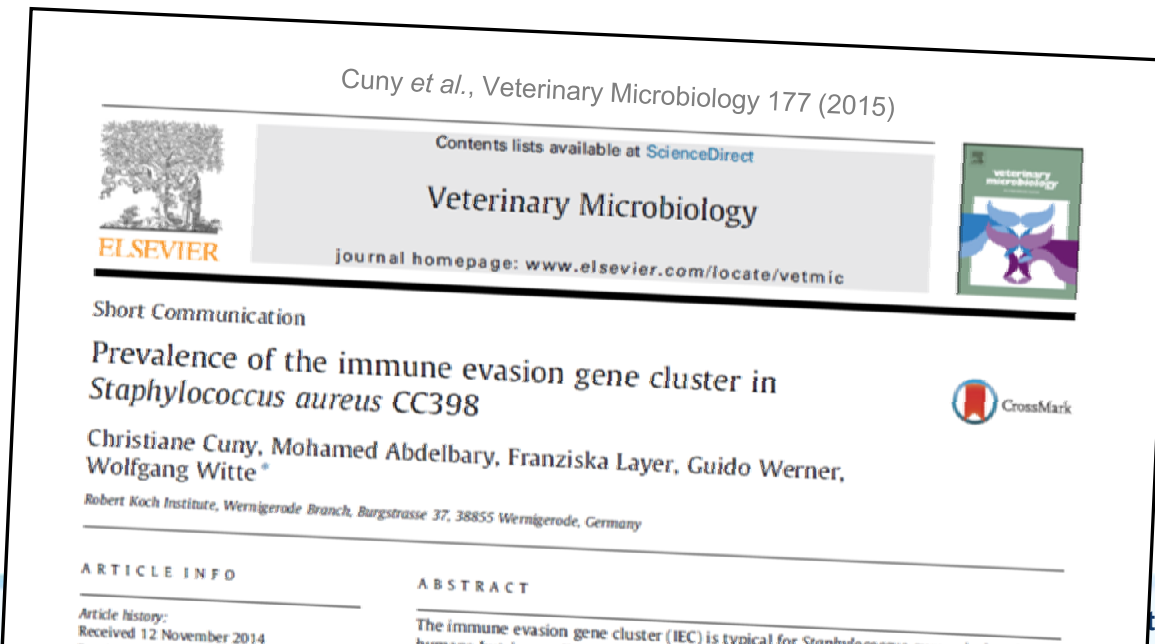 Cuny et al., Veterinary Microbiology 177 (2015)
Contents lists available at ScienceDirect
Veterinary Microbiology
journal homepage: www.elsevier.com/locate/vetmic
ELSEVIER
veterinary
microbiology
Short Communication
Prevalence of the immune evasion gene cluster in
Staphylococcus aureus CC398
CrossMark
Christiane Cuny, Mohamed Abdelbary, Franziska Layer, Guido Werner,
Wolfgang Witte *
Robert Koch Institute, Wernigerode Branch, Burgstrasse 37, 38855 Wernigerode, Germany
ARTICLE INFO
Article history:
Received 12 November 2014
ABSTRACT
The immune evasion gene cluster (IEC) is typical for